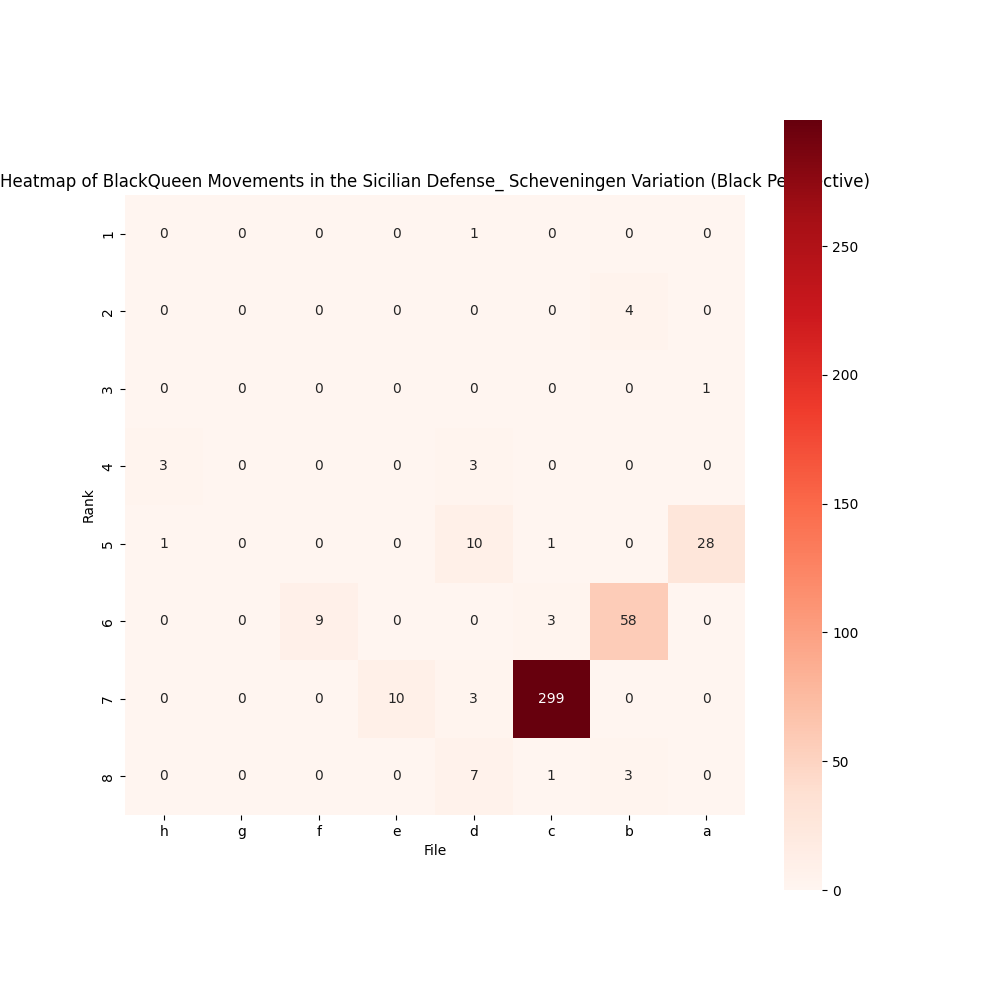 Heatmap of BlackQueen Movements in the Sicilian Defense_ Scheveningen Variation (Black Pe ctive)
1 0 0 0 0 1 0 0 0
2 0 0 0 0 0 0 4 0
3 0 0 0 0 0 0 0 1
4 3 0 0 0 3 0 0 0
Rank
5 1 0 0 0 10 1 0 28
6 0 0 9 0 0 3 58 0
7 0 0 0 10 3 299 0 0
8 0 0 0 0 7 1 3 0
h g f e d c b a
File
250
200
150
100
50
0